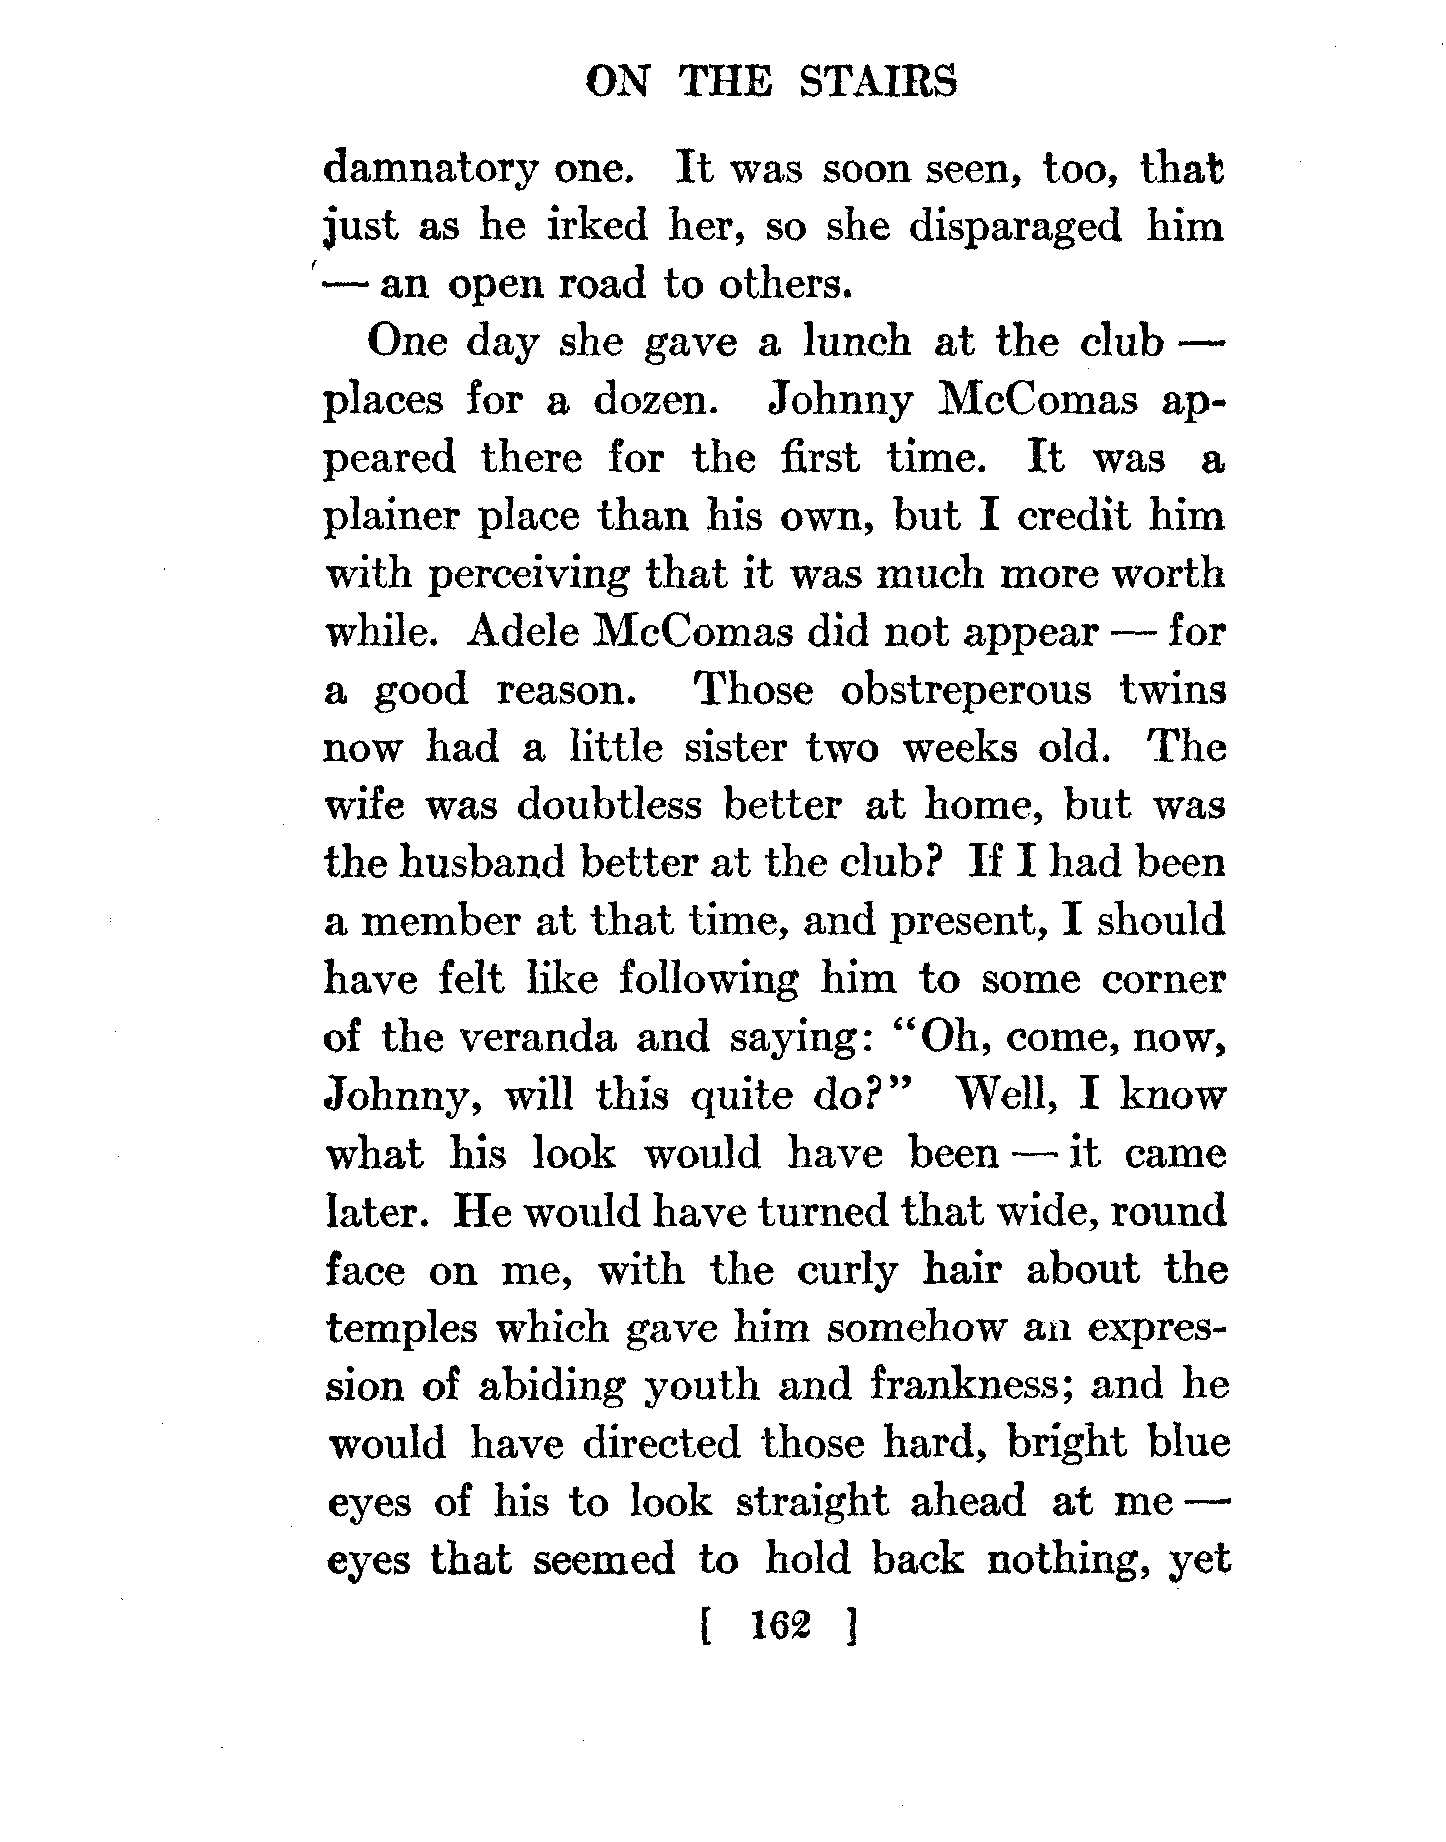 ON THE STAIRS
damnatory one. It was soon seen, too, that
just as he irked her, so she disparaged him
— an open road to others.
One day she gave a lunch at the club —
places for a dozen. Johnny McComas ap-
peared there for the first time. It was a
plainer place than his own, but I credit him
with perceiving that it was much more worth
while. Adele McComas did not appear — for
a good reason. Those obstreperous twins
now had a little sister two weeks old. The
wife was doubtless better at home, but was
the husband better at the club? If I had been
a member at that time, and present, I should
have felt like following him to some corner
of the veranda and saying: “Oh, come, now,
Johnny, will this quite do?” Well, I know
what his look would have been — it came
later. He would have turned that wide, round
face on me, with the curly hair about the
temples which gave him somehow an expres-
sion of abiding youth and frankness; and he
would have directed those hard, bright blue
eyes of his to look straight ahead at me —
eyes that seemed to hold back nothing, yet
[ 162 ]